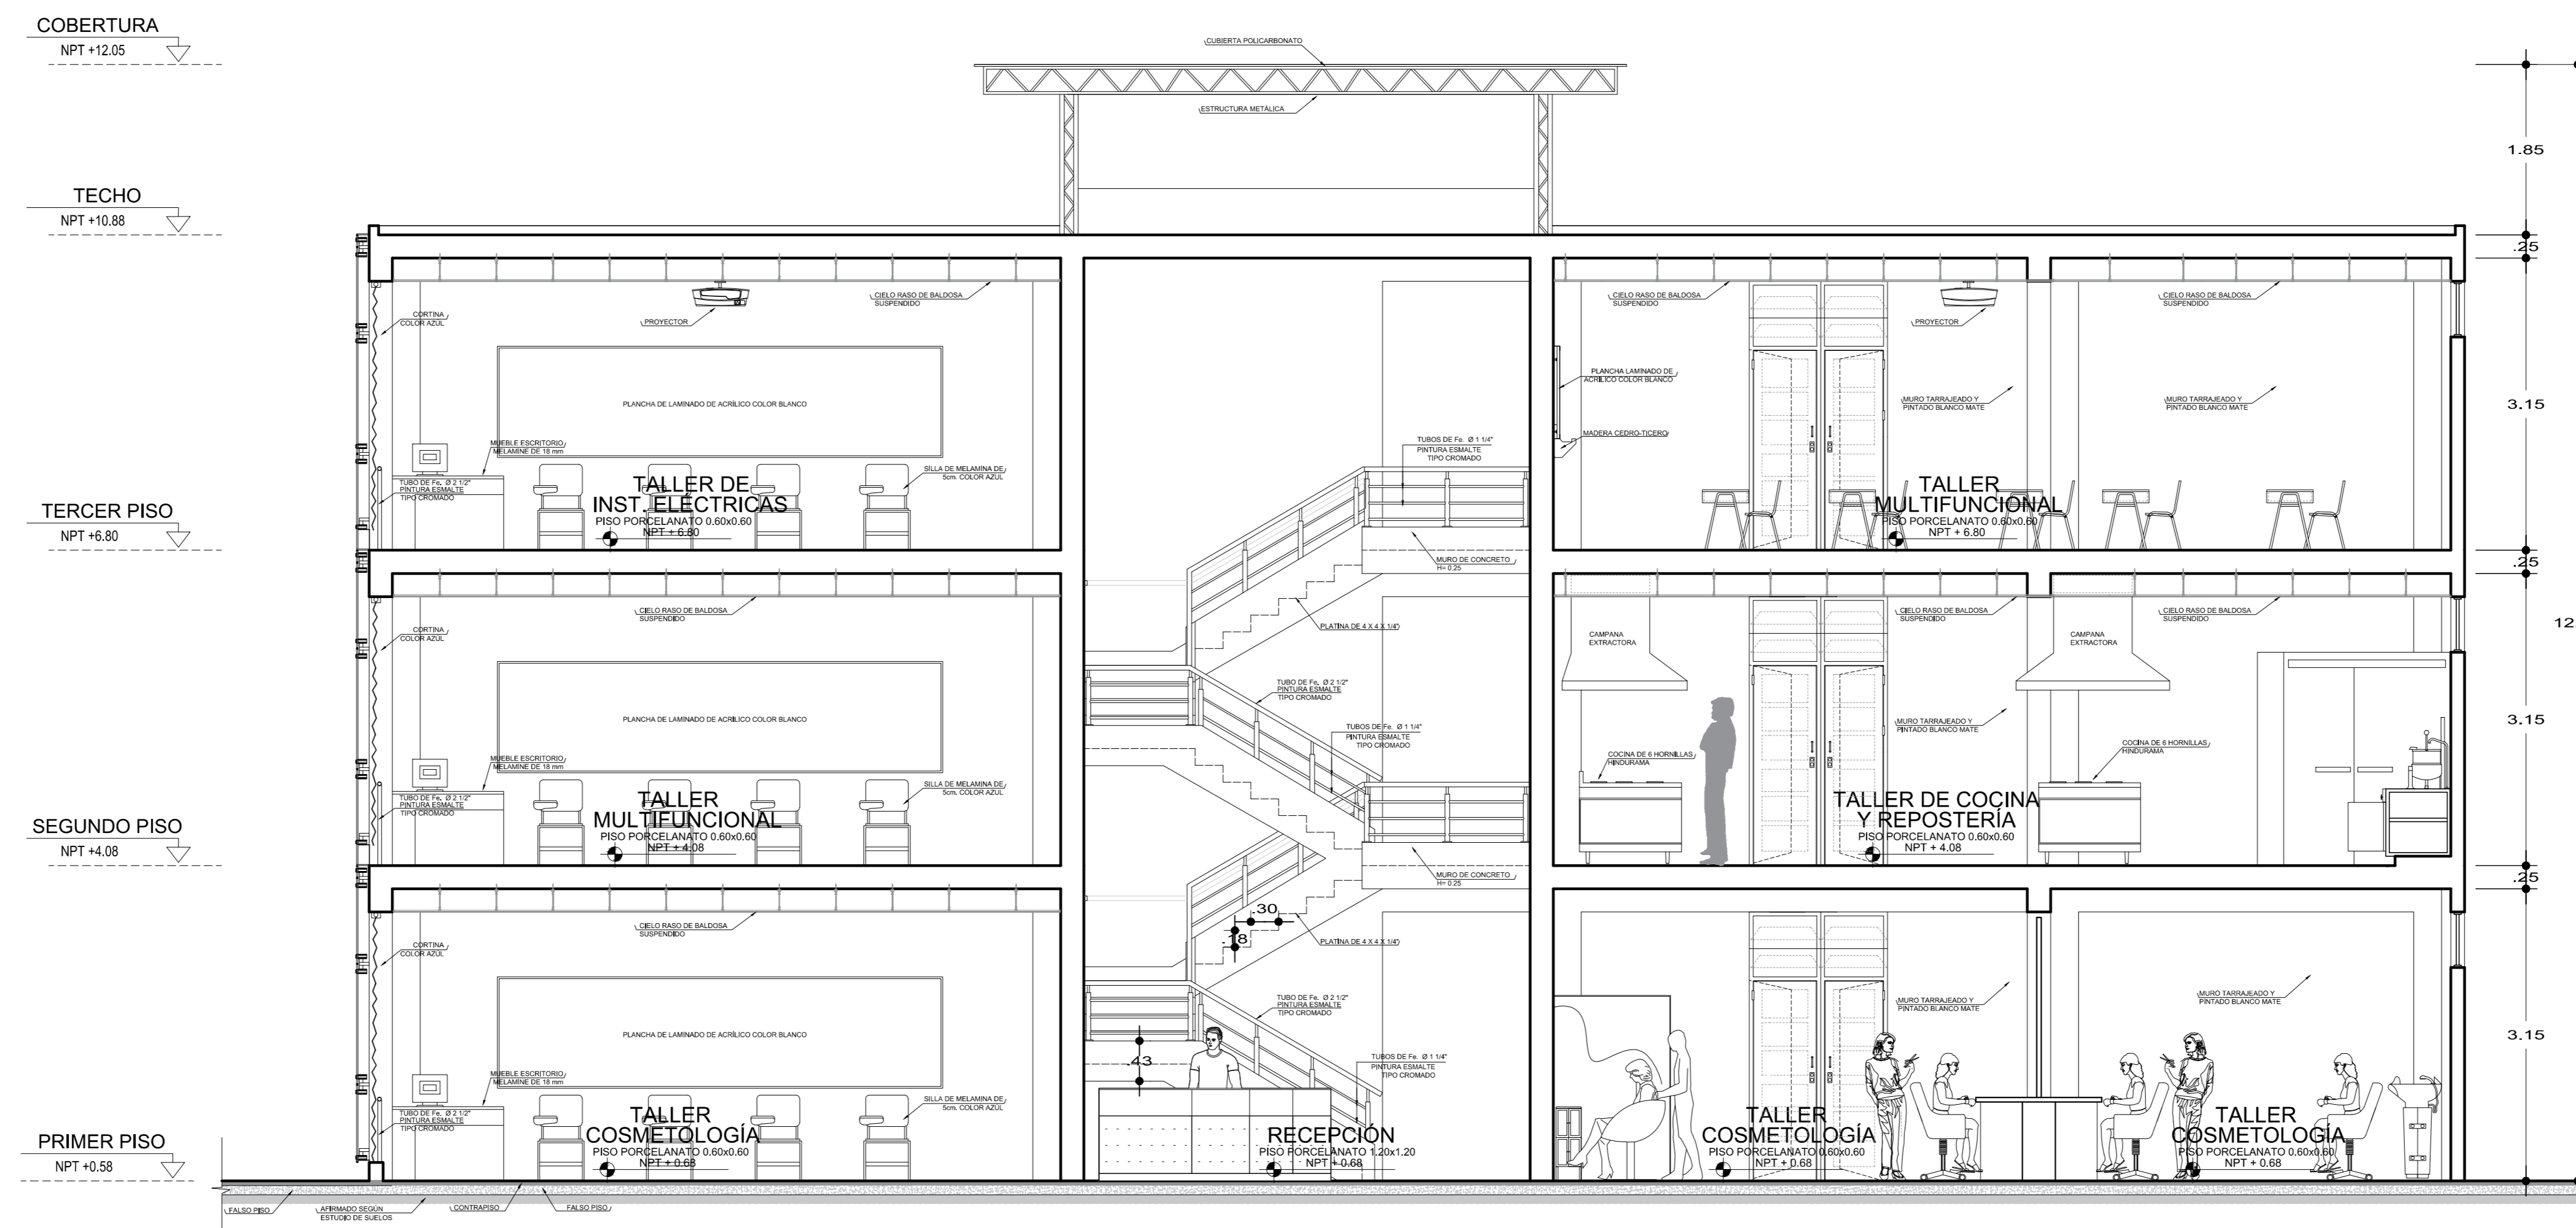 COBERTURA
NPT +12.05
CUBIERTA POLICARBONATO
ESTRUCTURA METÁLICA
1.85
TECHO
NPT +10.88
.25
CORTINA
COLOR AZUL
PROYECTOR
CIELO RASO DE BALDOSA
SUSPENDIDO
PLANCHA DE LAMINADO DE ACRÍLICO COLOR BLANCO
MUEBLE ESCRITORIO
MELAMINE DE 18 mm
TUBO DE Fe. Ø 2 1/2"
PINTURA ESMALTE
TIPO CROMADO
SILLA DE MELAMINA DE
5cm. COLOR AZUL
TALLER DE
INST. ELÉCTRICAS
PISO PORCELANATO 0.60x0.60
NPT + 6.80
TUBOS DE Fe. Ø 1 1/4"
PINTURA ESMALTE
TIPO CROMADO
MURO DE CONCRETO
H= 0.25
PLATINA DE 4 X 4 X 1/4"
CIELO RASO DE BALDOSA
SUSPENDIDO
PROYECTOR
CIELO RASO DE BALDOSA
SUSPENDIDO
PLANCHA LAMINADO DE
ACRÍLICO COLOR BLANCO
MADERA CEDRO-TICERO
MURO TARRAJEADO Y
PINTADO BLANCO MATE
MURO TARRAJEADO Y
PINTADO BLANCO MATE
TALLER
MULTIFUNCIONAL
PISO PORCELANATO 0.60x0.60
NPT + 6.80
3.15
TERCER PISO
NPT +6.80
.25
CORTINA
COLOR AZUL
CIELO RASO DE BALDOSA
SUSPENDIDO
PLANCHA DE LAMINADO DE ACRÍLICO COLOR BLANCO
MUEBLE ESCRITORIO
MELAMINE DE 18 mm
TUBO DE Fe. Ø 2 1/2"
PINTURA ESMALTE
TIPO CROMADO
SILLA DE MELAMINA DE
5cm. COLOR AZUL
TALLER
MULTIFUNCIONAL
PISO PORCELANATO 0.60x0.60
NPT + 4.08
TUBO DE Fe. Ø 2 1/2"
PINTURA ESMALTE
TIPO CROMADO
TUBOS DE Fe. Ø 1 1/4"
PINTURA ESMALTE
TIPO CROMADO
MURO DE CONCRETO
H= 0.25
CAMPANA
EXTRACTORA
CIELO RASO DE BALDOSA
SUSPENDIDO
CAMPANA
EXTRACTORA
CIELO RASO DE BALDOSA
SUSPENDIDO
MURO TARRAJEADO Y
PINTADO BLANCO MATE
COCINA DE 6 HORNILLAS
HINDURAMA
COCINA DE 6 HORNILLAS
HINDURAMA
TALLER DE COCINA
Y REPOSTERÍA
PISO PORCELANATO 0.60x0.60
NPT + 4.08
12
3.15
SEGUNDO PISO
NPT +4.08
.25
CORTINA
COLOR AZUL
CIELO RASO DE BALDOSA
SUSPENDIDO
PLANCHA DE LAMINADO DE ACRÍLICO COLOR BLANCO
MUEBLE ESCRITORIO
MELAMINE DE 18 mm
TUBO DE Fe. Ø 2 1/2"
PINTURA ESMALTE
TIPO CROMADO
SILLA DE MELAMINA DE
5cm. COLOR AZUL
TALLER
COSMETOLOGÍA
PISO PORCELANATO 0.60x0.60
NPT + 0.68
.30
.18
PLATINA DE 4 X 4 X 1/4"
TUBO DE Fe. Ø 2 1/2"
PINTURA ESMALTE
TIPO CROMADO
.43
TUBOS DE Fe. Ø 1 1/4"
PINTURA ESMALTE
TIPO CROMADO
RECEPCIÓN
PISO PORCELANATO 1.20x1.20
NPT + 0.68
MURO TARRAJEADO Y
PINTADO BLANCO MATE
MURO TARRAJEADO Y
PINTADO BLANCO MATE
TALLER
COSMETOLOGÍA
PISO PORCELANATO 0.60x0.60
NPT + 0.68
TALLER
COSMETOLOGÍA
PISO PORCELANATO 0.60x0.60
NPT + 0.68
3.15
PRIMER PISO
NPT +0.58
FALSO PISO
AFIRMADO SEGÚN
ESTUDIO DE SUELOS
CONTRAPISO
FALSO PISO